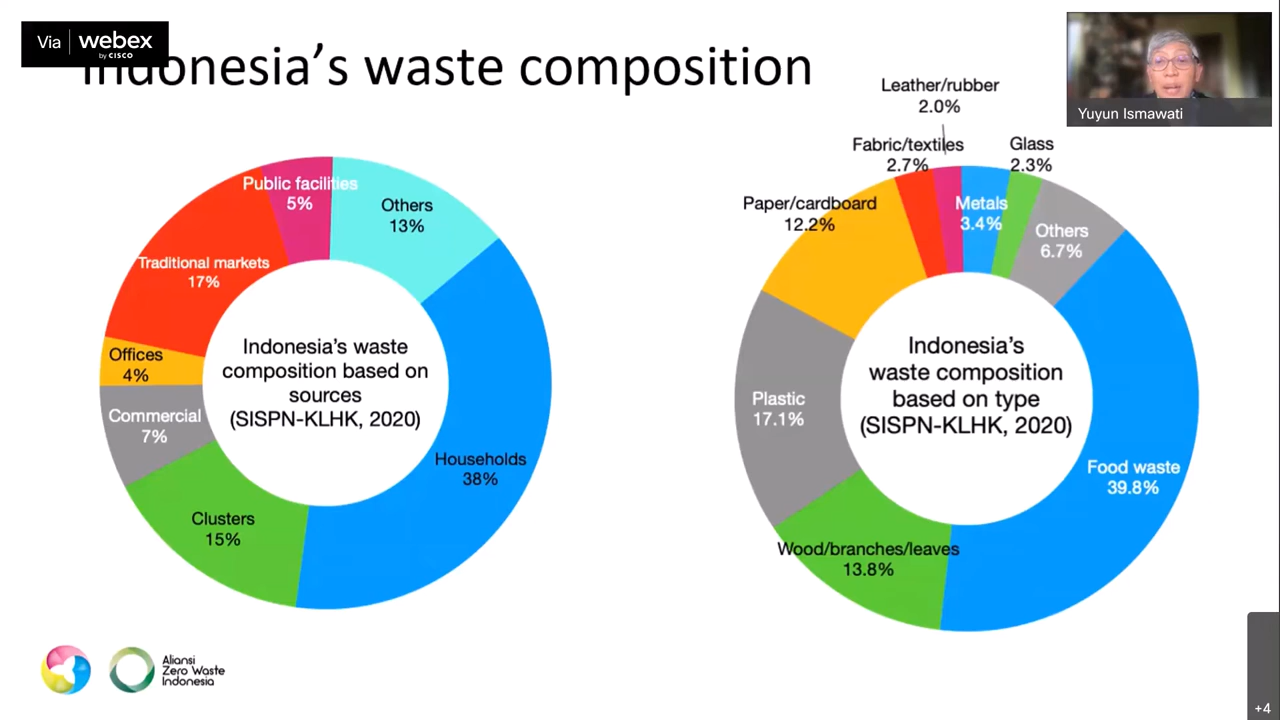 Via webex
by CISCO
Indonesia's waste composition
Yuyun Ismawati
Public facilities
5%
Others
13%
Traditional markets
17%
Offices
4%
Commercial
7%
Clusters
15%
Households
38%
Indonesia's waste
composition based on
sources
(SISPN-KLHK, 2020)
Leather/rubber
2.0%
Fabric/textiles
2.7%
Glass
2.3%
Paper/cardboard
12.2%
Metals
3.4%
Others
6.7%
Plastic
17.1%
Food waste
39.8%
Wood/branches/leaves
13.8%
Indonesia's
waste composition
based on type
(SISPN-KLHK, 2020)
Aliansi
Zero Waste
Indonesia
+4